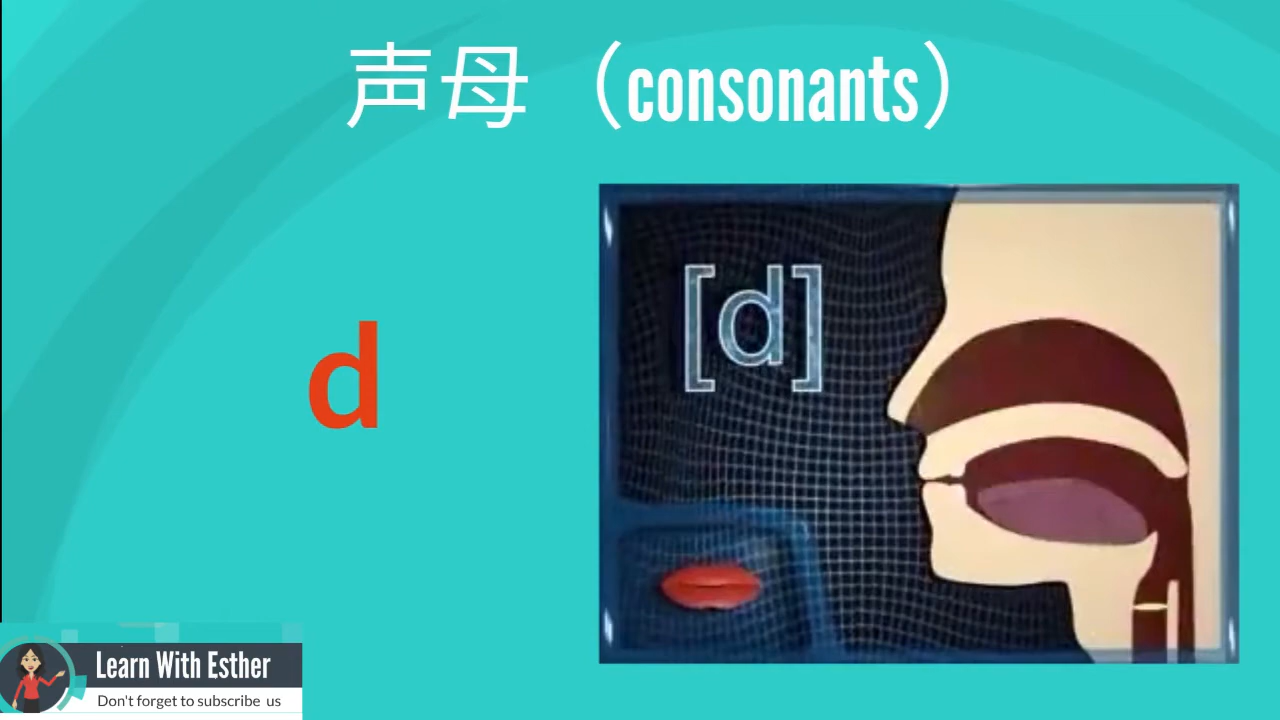 声母（consonants）
d
[d]
Learn With Esther
Don't forget to subscribe us